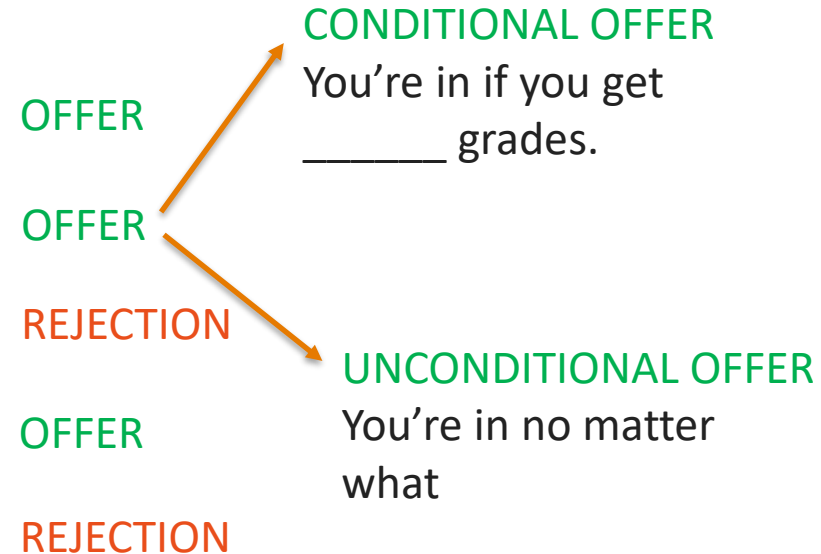 CONDITIONAL OFFER
You’re in if you get
______ grades.
OFFER
OFFER
REJECTION
UNCONDITIONAL OFFER
You’re in no matter
what
OFFER
REJECTION